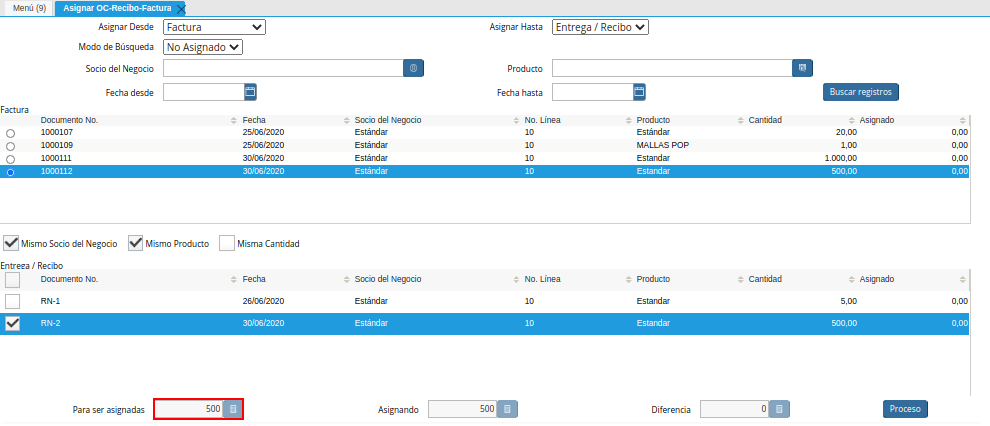 Menú (9) Asignar OC-Recibo-Factura
Asignar Desde Factura Asignar Hasta Entrega / Recibo
Modo de Búsqueda No Asignado
Socio del Negocio Producto
Fecha desde Fecha hasta Buscar registros
Factura
Documento No. Fecha Socio del Negocio No. Línea Producto Cantidad Asignado
1000107 25/06/2020 Estándar 10 Estándar 20,00 0,00
1000109 25/06/2020 Estándar 10 MALLAS POP 1,00 0,00
1000111 30/06/2020 Estándar 10 Estandar 1.000,00 0,00
1000112 30/06/2020 Estándar 10 Estandar 500,00 0,00
Mismo Socio del Negocio Mismo Producto Misma Cantidad
Entrega / Recibo
Documento No. Fecha Socio del Negocio No. Línea Producto Cantidad Asignado
RN-1 26/06/2020 Estándar 10 Estandar 5,00 0,00
RN-2 30/06/2020 Estándar 10 Estandar 500,00 0,00
Para ser asignadas 500 Asignando 500 Diferencia 0 Proceso